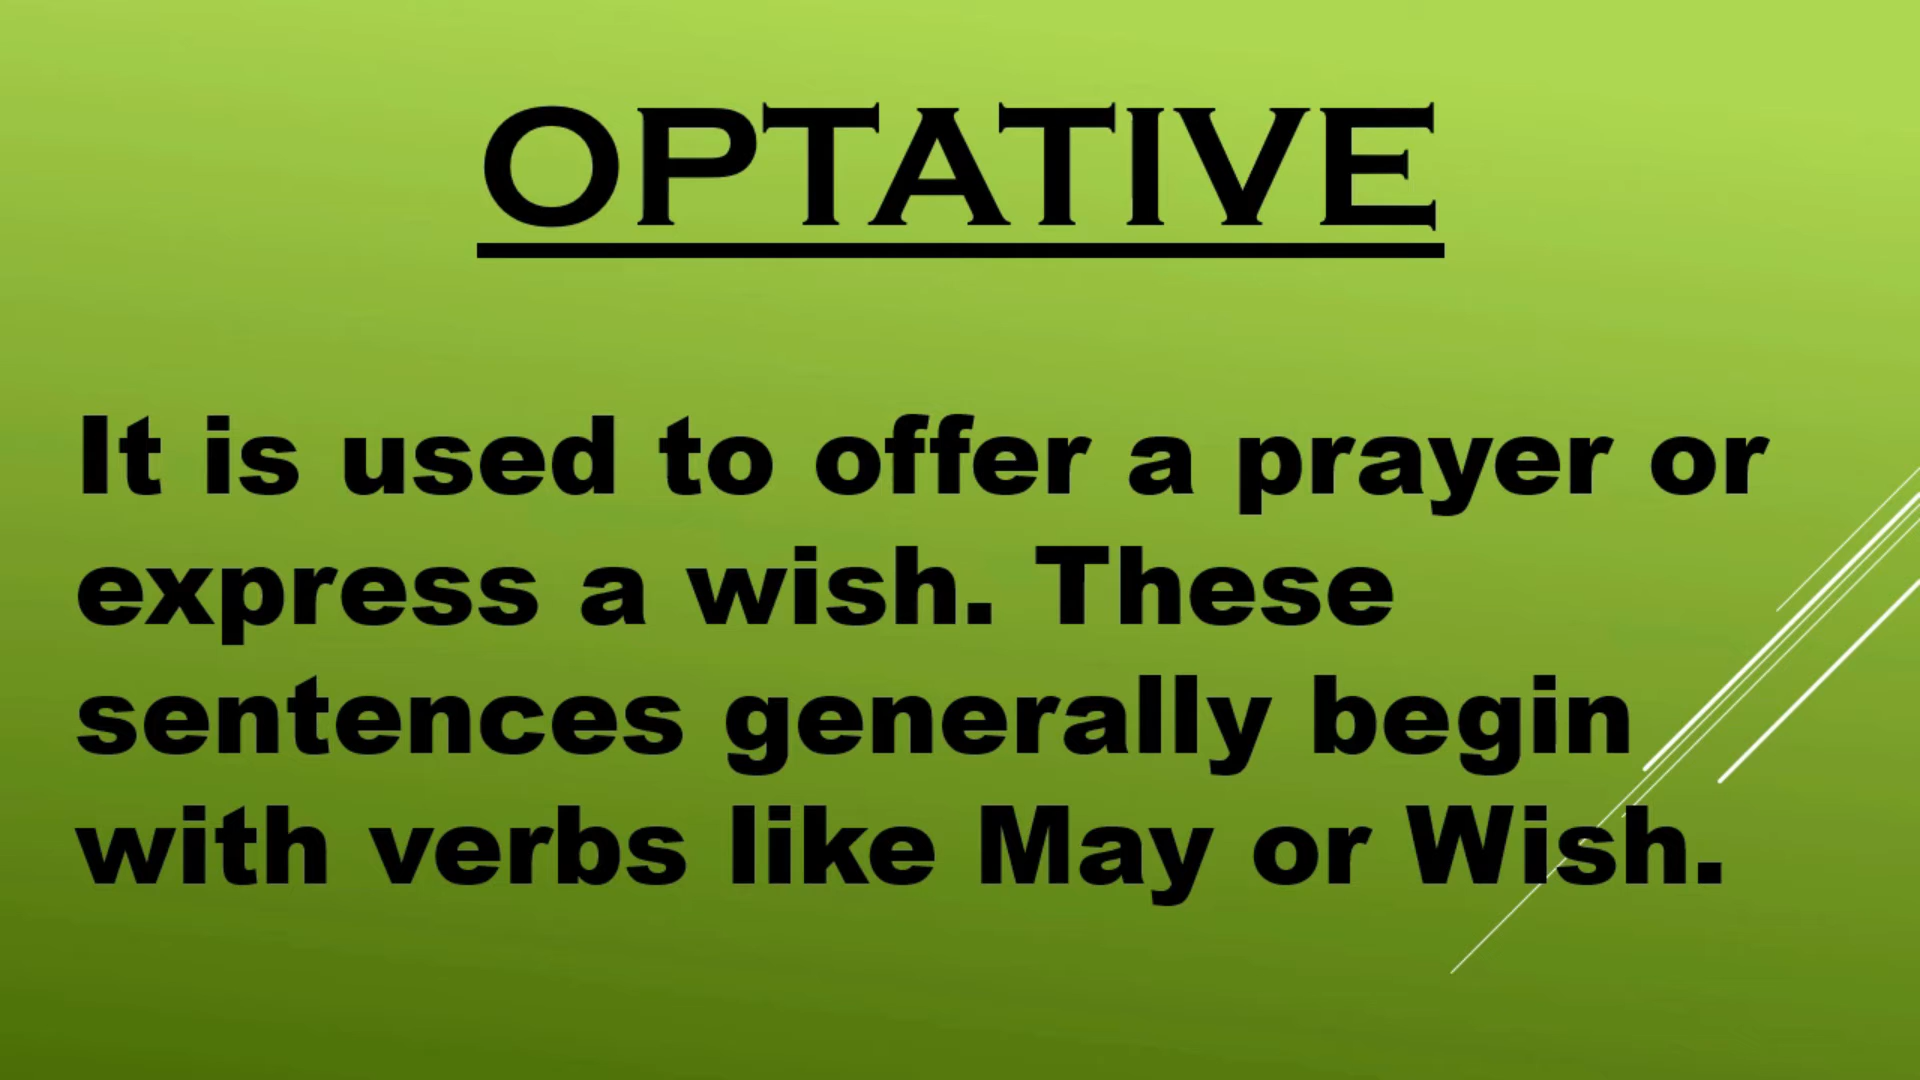 OPTATIVE
It is used to offer a prayer or
express a wish. These
sentences generally begin
with verbs like May or Wish.